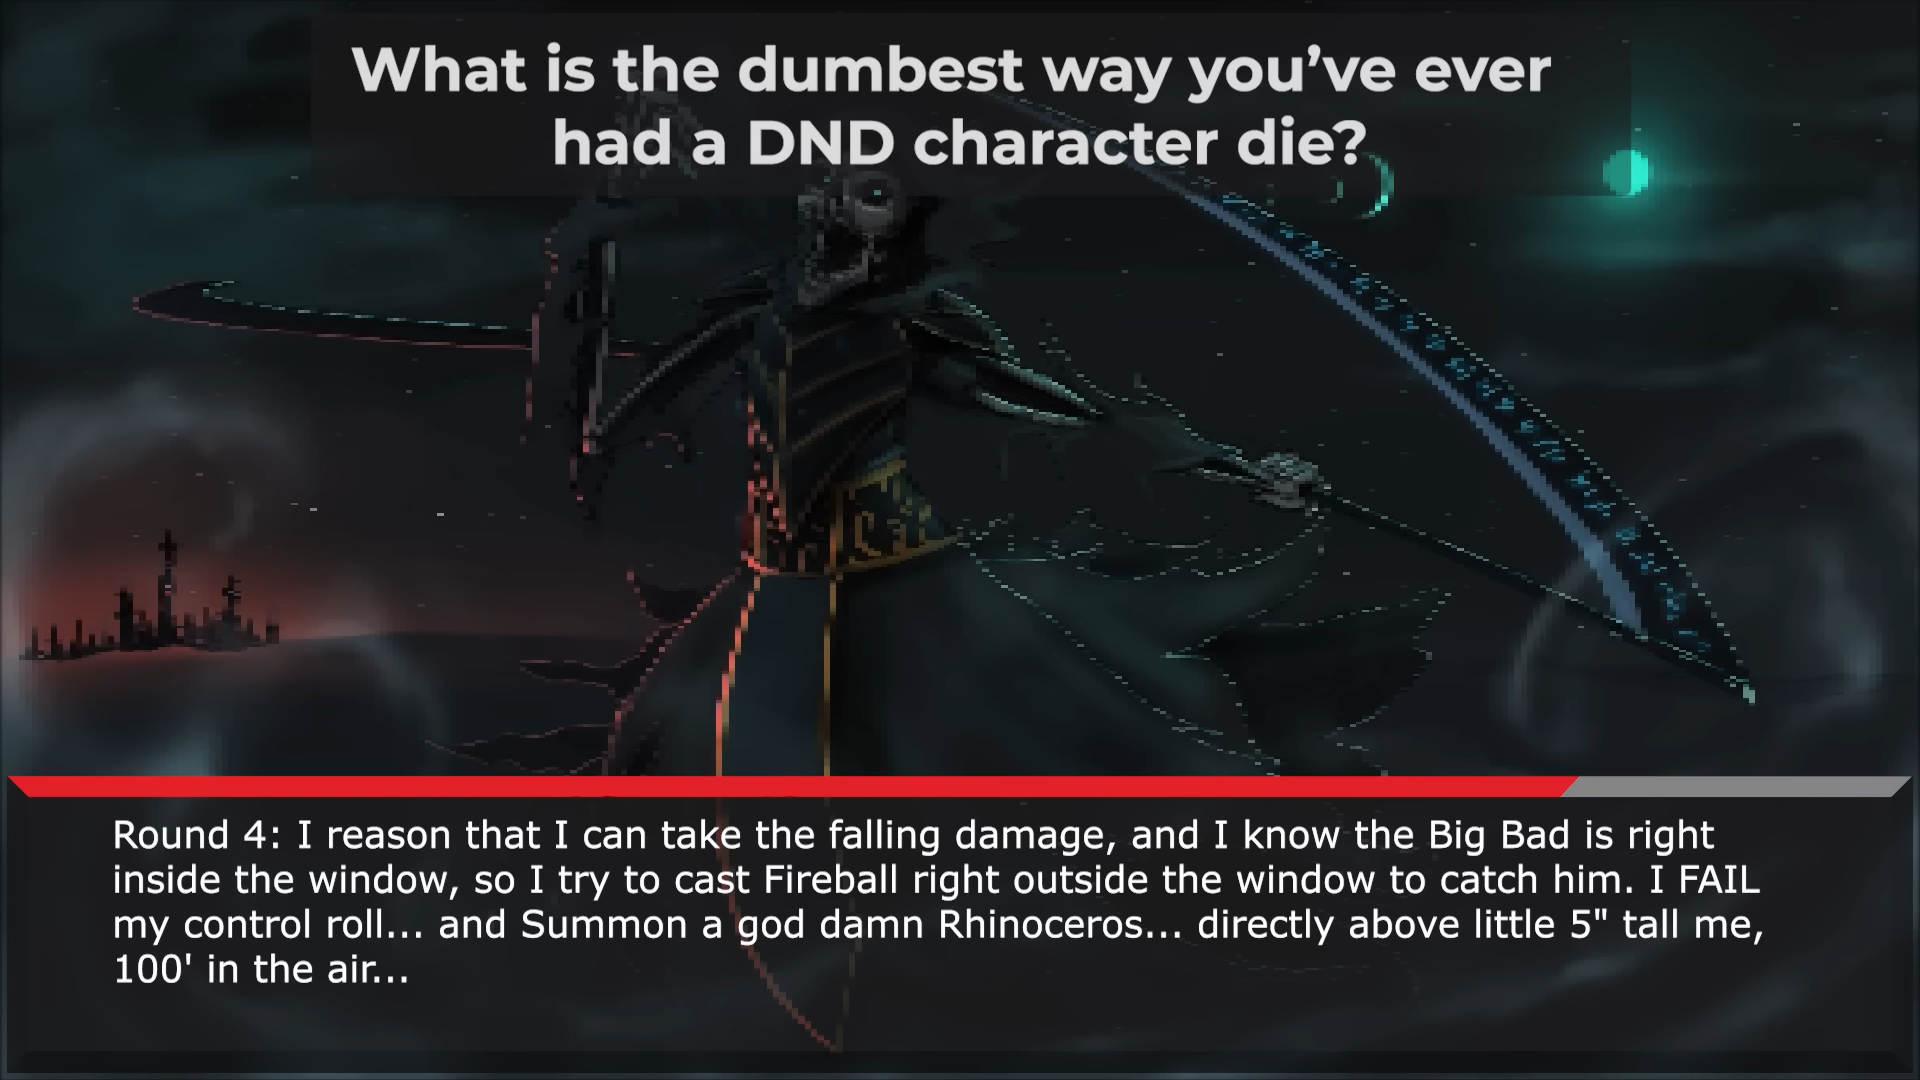 What is the dumbest way you’ve ever
had a DND character die?
Round 4: I reason that I can take the falling damage, and I know the Big Bad is right
inside the window, so I try to cast Fireball right outside the window to catch him. I FAIL
my control roll... and Summon a god damn Rhinoceros... directly above little 5" tall me,
100' in the air...